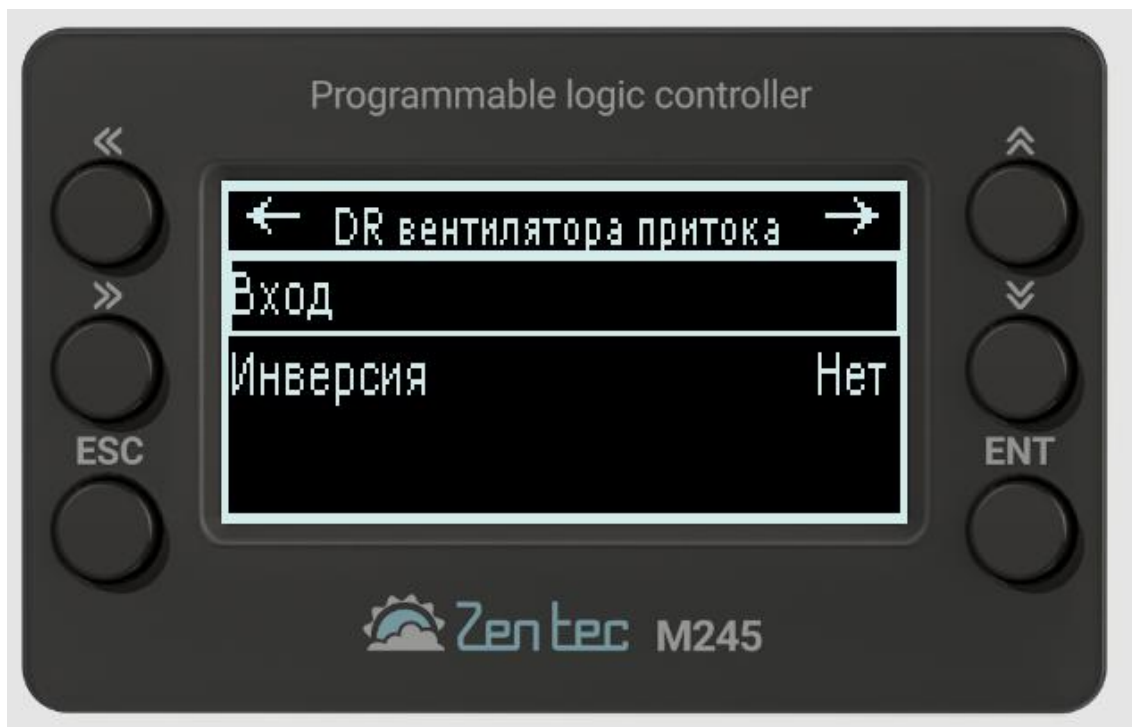 Programmable logic controller
«
»
ESC
← DR вентилятора притока →
Вход
Инверсия Нет
ENT
Zentec M245